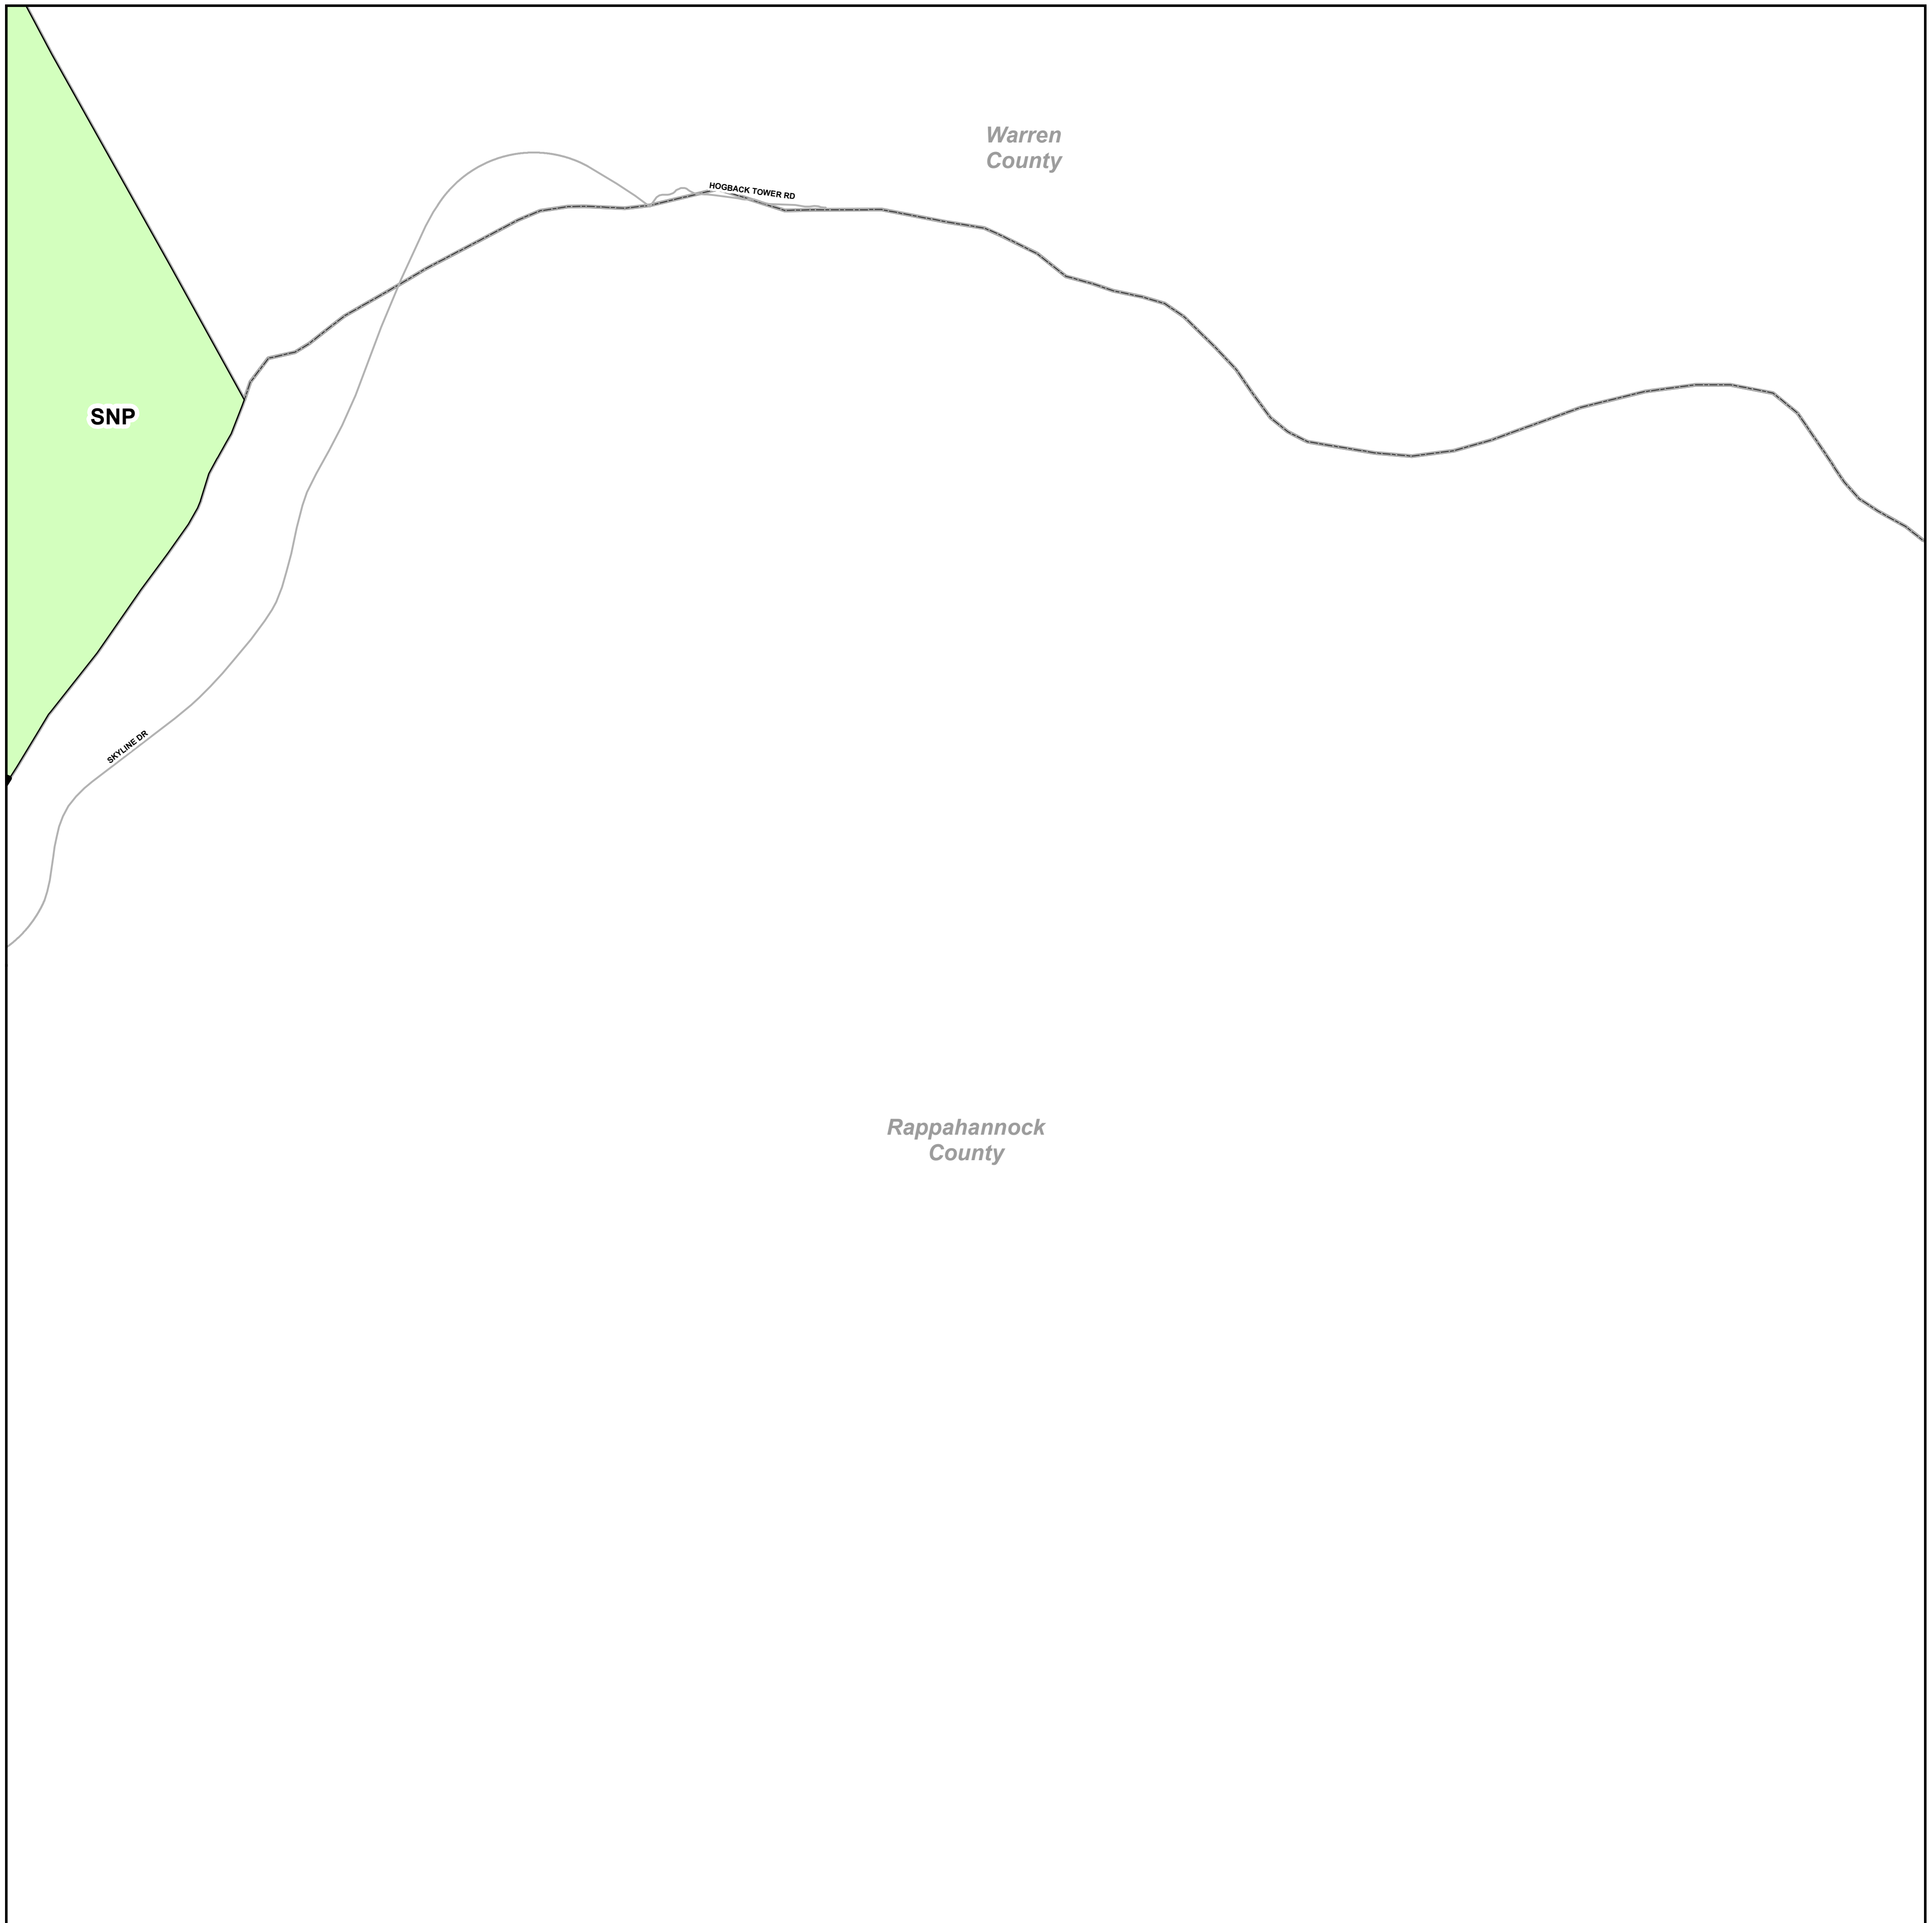 Warren
County
HOGBACK TOWER RD
SNP
SKYLINE DR
Rappahannock
County